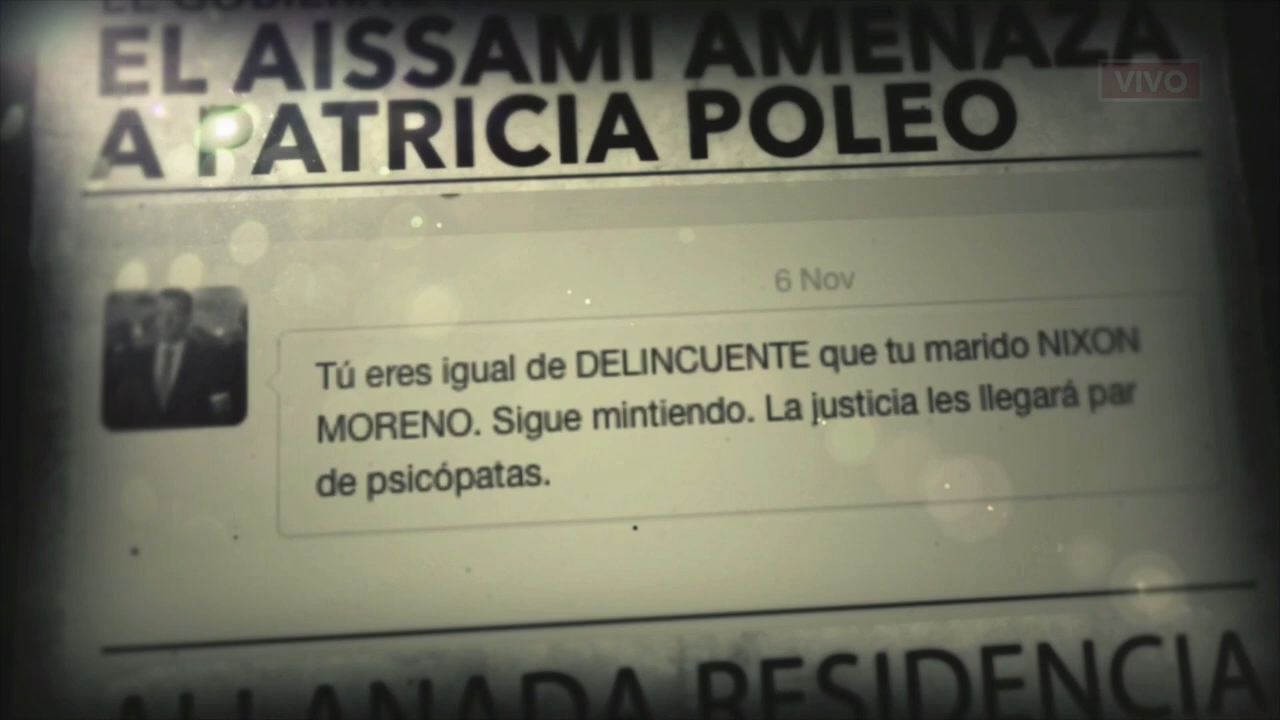 EL AISSAMI AMENAZA
VIVO
A PATRICIA POLEO
6 Nov
Tú eres igual de DELINCUENTE que tu marido NIXON
MORENO. Sigue mintiendo. La justicia les llegará par
de psicópatas.
ALLANADA RESIDENCIA